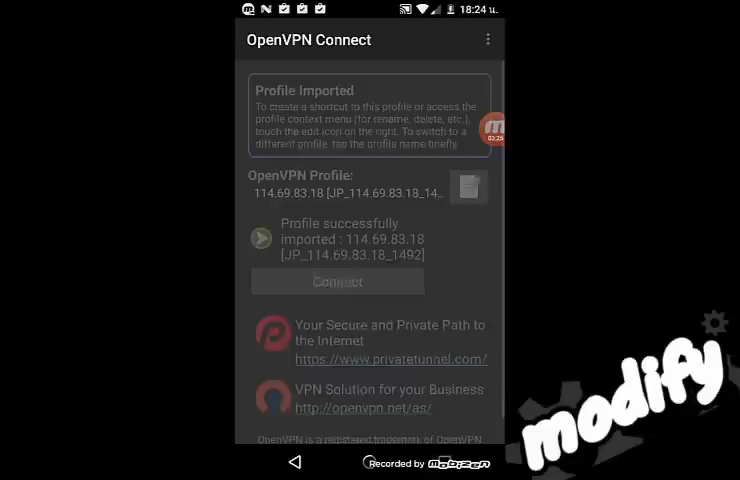 18:24 น.
OpenVPN Connect
Profile Imported
To create a shortcut to this profile or access the
profile context menu (for rename, delete, etc.),
touch the edit icon on the right. To switch to a
different profile, tap the profile name briefly.
03:25
OpenVPN Profile:
114.69.83.18 [JP_114.69.83.18_14..
Profile successfully
imported : 114.69.83.18
[JP_114.69.83.18_1492]
Connect
Your Secure and Private Path to
the Internet
https://www.privatetunnel.com/
VPN Solution for your Business
http://openvpn.net/as/
OpenVPN is a registered trademark of OpenVPN
Recorded by mobizen
modify